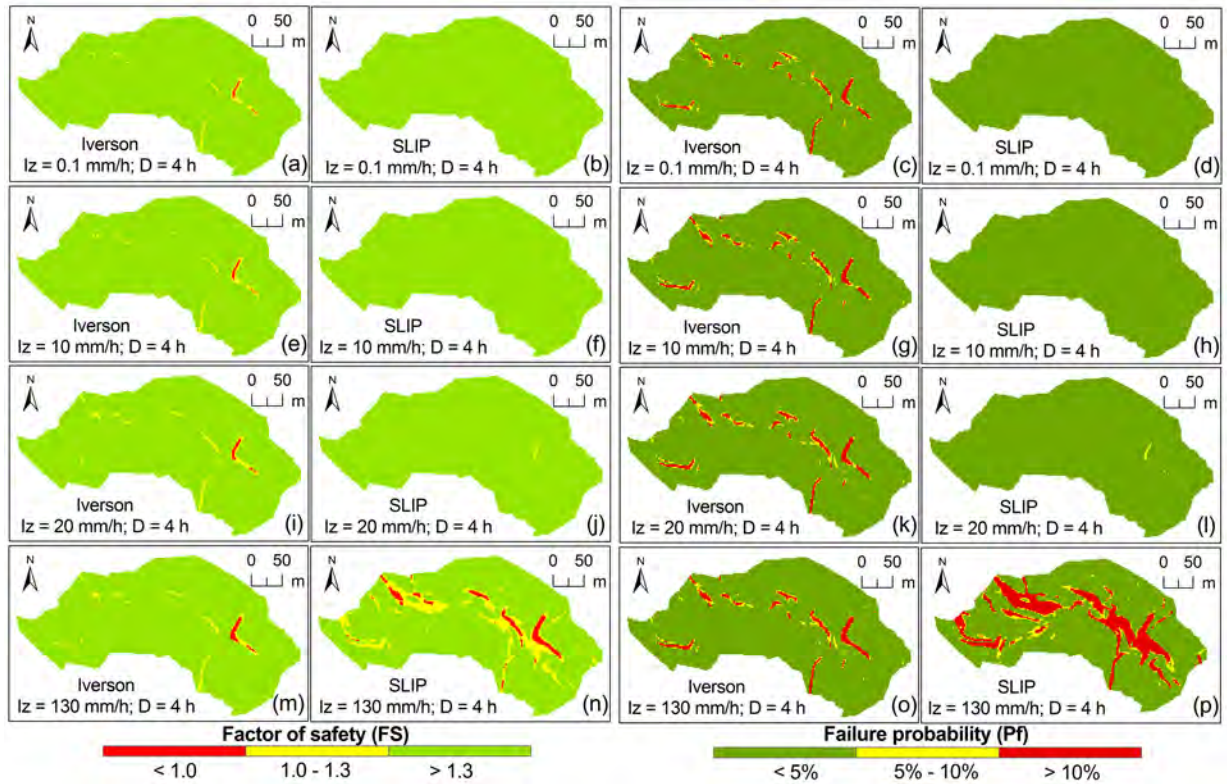 N 0 50 m
Iverson
Iz = 0.1 mm/h; D = 4 h (a)
N 0 50 m
SLIP
Iz = 0.1 mm/h; D = 4 h (b)
N 0 50 m
Iverson
Iz = 0.1 mm/h; D = 4 h (c)
N 0 50 m
SLIP
Iz = 0.1 mm/h; D = 4 h (d)
N 0 50 m
Iverson
Iz = 10 mm/h; D = 4 h (e)
N 0 50 m
SLIP
Iz = 10 mm/h; D = 4 h (f)
N 0 50 m
Iverson
Iz = 10 mm/h; D = 4 h (g)
N 0 50 m
SLIP
Iz = 10 mm/h; D = 4 h (h)
N 0 50 m
Iverson
Iz = 20 mm/h; D = 4 h (i)
N 0 50 m
SLIP
Iz = 20 mm/h; D = 4 h (j)
N 0 50 m
Iverson
Iz = 20 mm/h; D = 4 h (k)
N 0 50 m
SLIP
Iz = 20 mm/h; D = 4 h (l)
N 0 50 m
Iverson
Iz = 130 mm/h; D = 4 h (m)
N 0 50 m
SLIP
Iz = 130 mm/h; D = 4 h (n)
N 0 50 m
Iverson
Iz = 130 mm/h; D = 4 h (o)
N 0 50 m
SLIP
Iz = 130 mm/h; D = 4 h (p)
Factor of safety (FS)
< 1.0 1.0 - 1.3 > 1.3
Failure probability (Pf)
< 5% 5% - 10% > 10%